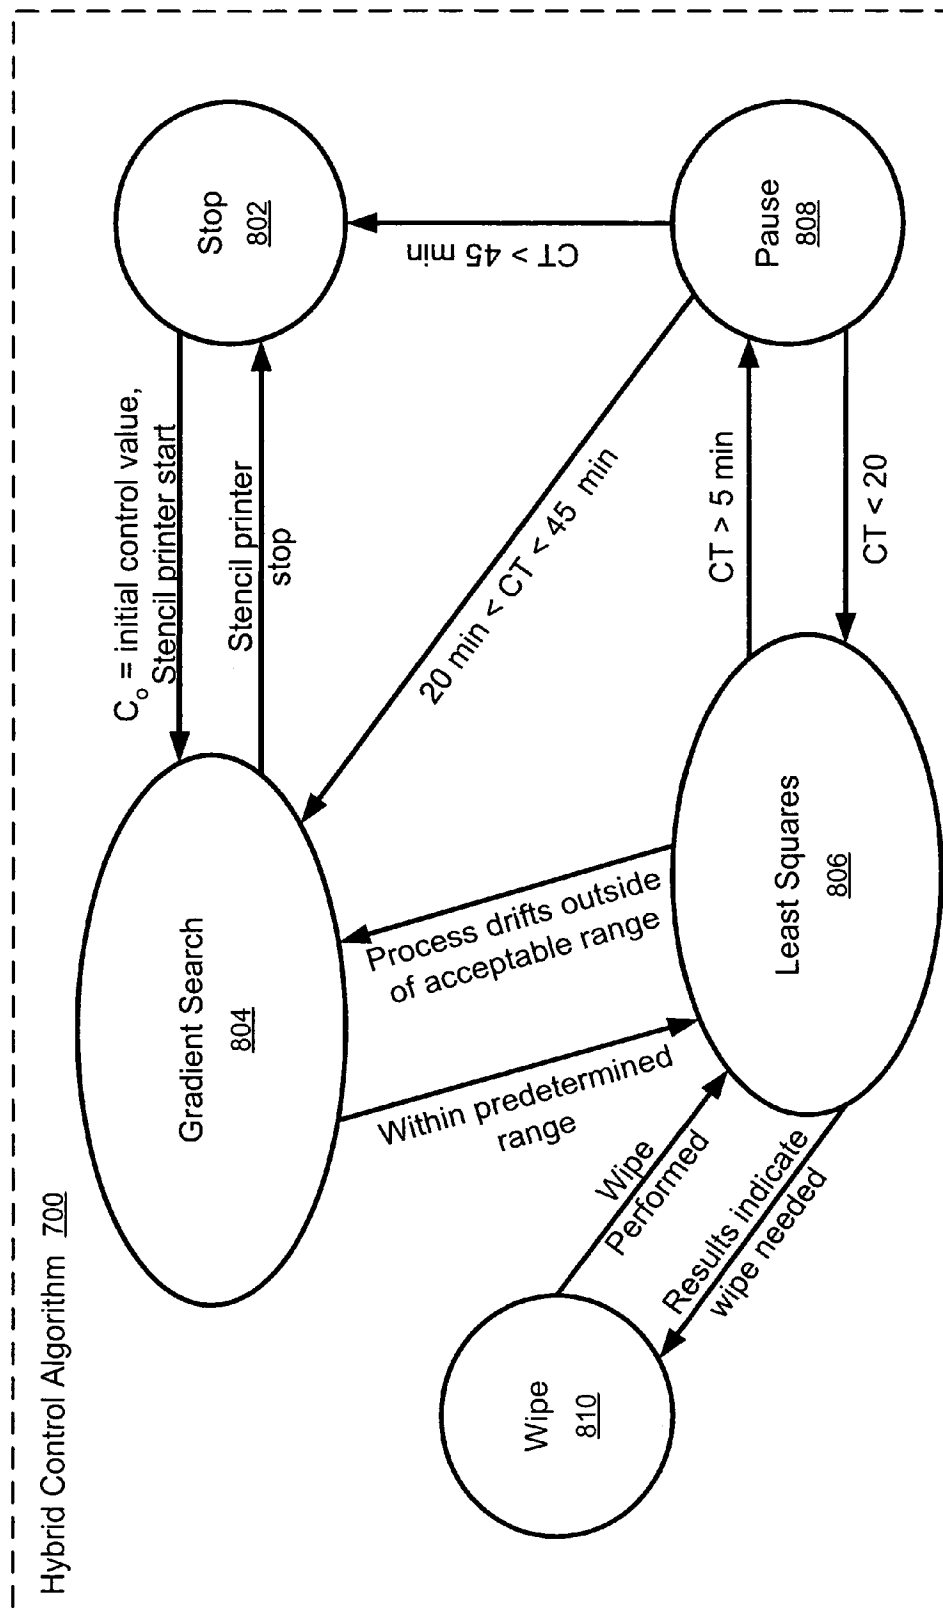 Hybrid Control Algorithm 700
Gradient Search
804
C₀ = initial control value,
Stencil printer start
Stencil printer
stop
Stop
802
Within predetermined
range
Process drifts outside
of acceptable range
20 min < CT < 45 min
CT > 45 min
Wipe
810
Wipe
Performed
Results indicate
wipe needed
Least Squares
806
CT > 5 min
CT < 20
Pause
808